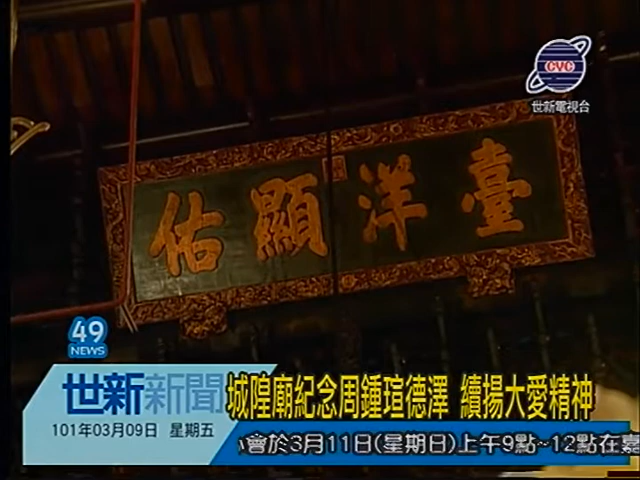 CVC
世新電視台
臺洋顯佑
49
NEWS
世新新聞
城隍廟紀念周鍾瑄德澤 續揚大愛精神
101年03月09日 星期五
會於3月11日(星期日)上午9點~12點在嘉